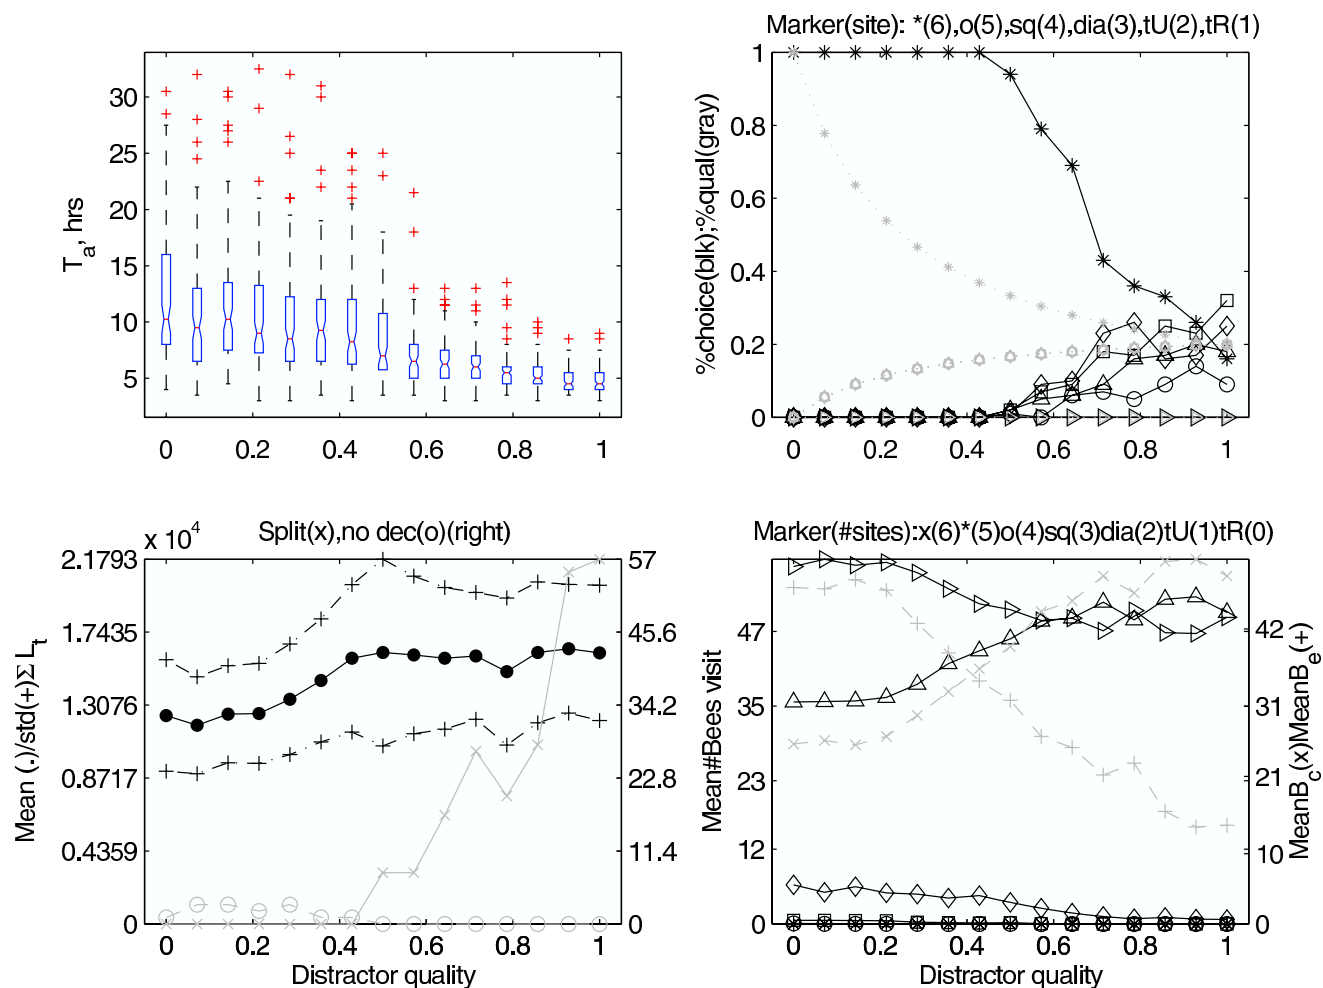 30
25
20
15
10
5
T_a, hrs
0 0.2 0.4 0.6 0.8 1
Marker(site): *(6),o(5),sq(4),dia(3),tU(2),tR(1)
1
0.8
0.6
0.4
0.2
0
%choice(blk);%qual(gray)
0 0.2 0.4 0.6 0.8 1
Split(x),no dec(o)(right)
x 10^4
2.1793
1.7435
1.3076
0.8717
0.4359
0
Mean (.)/std(+)Σ L_t
57
45.6
34.2
22.8
11.4
0
0 0.2 0.4 0.6 0.8 1
Distractor quality
Marker(#sites):x(6)*(5)o(4)sq(3)dia(2)tU(1)tR(0)
47
35
23
12
0
Mean#Bees visit
42
31
21
10
0
MeanB_c(x)MeanB_e(+)
0 0.2 0.4 0.6 0.8 1
Distractor quality